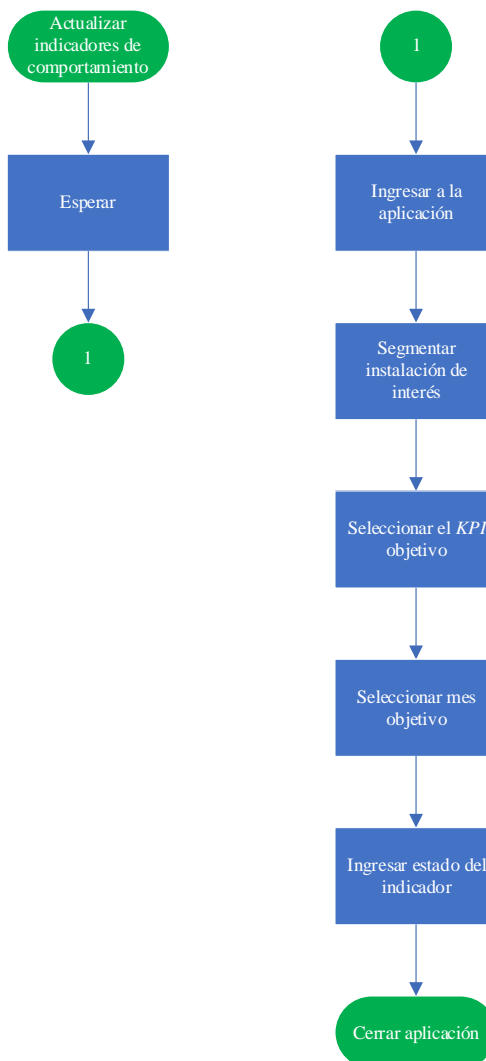 Actualizar
indicadores de
comportamiento
Esperar
1
1
Ingresar a la
aplicación
Segmentar
instalación de
interés
Seleccionar el KPI
objetivo
Seleccionar mes
objetivo
Ingresar estado del
indicador
Cerrar aplicación